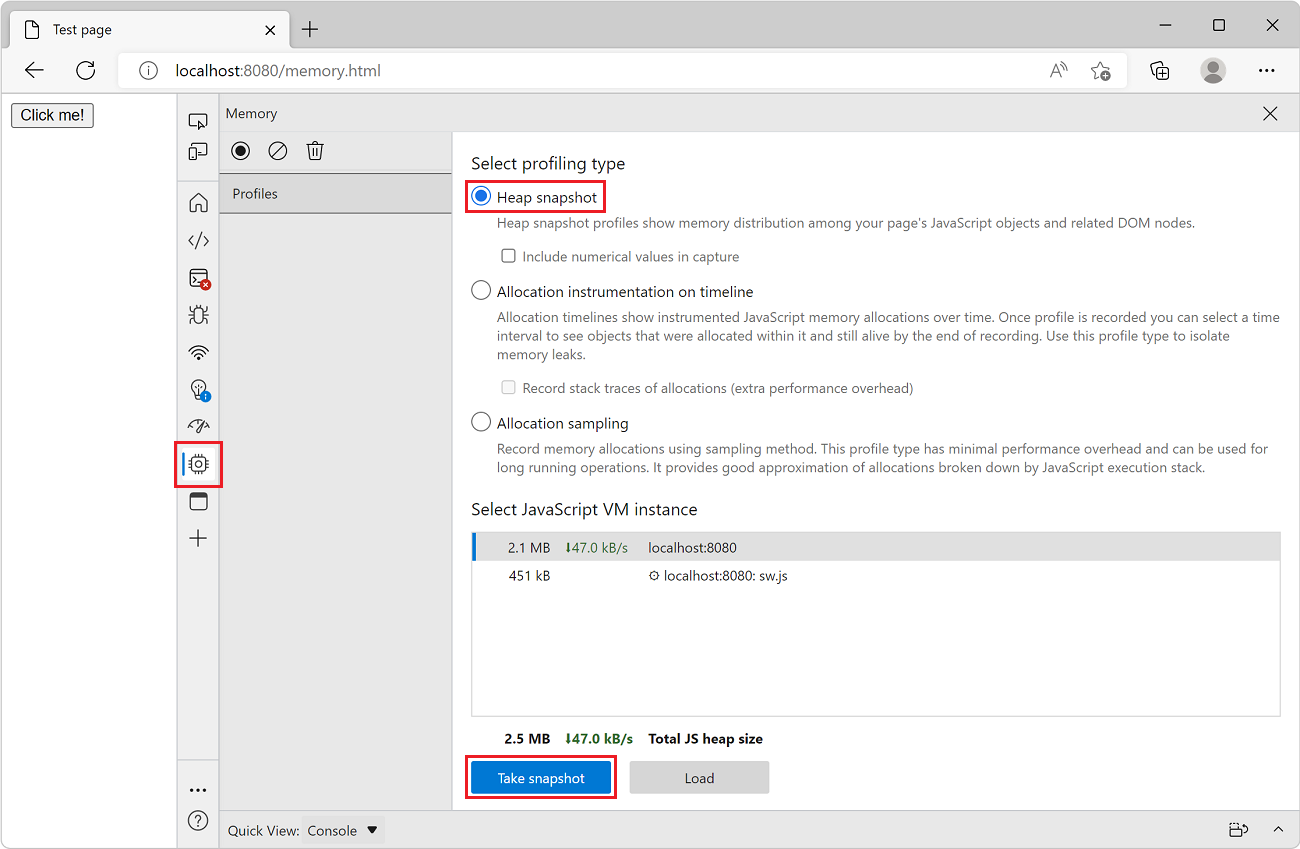 Test page
localhost:8080/memory.html
Click me!
Memory
Profiles
Select profiling type
Heap snapshot
Heap snapshot profiles show memory distribution among your page's JavaScript objects and related DOM nodes.
Include numerical values in capture
Allocation instrumentation on timeline
Allocation timelines show instrumented JavaScript memory allocations over time. Once profile is recorded you can select a time
interval to see objects that were allocated within it and still alive by the end of recording. Use this profile type to isolate
memory leaks.
Record stack traces of allocations (extra performance overhead)
Allocation sampling
Record memory allocations using sampling method. This profile type has minimal performance overhead and can be used for
long running operations. It provides good approximation of allocations broken down by JavaScript execution stack.
Select JavaScript VM instance
2.1 MB ⬇47.0 kB/s localhost:8080
451 kB localhost:8080: sw.js
2.5 MB ⬇47.0 kB/s Total JS heap size
Take snapshot Load
Quick View: Console